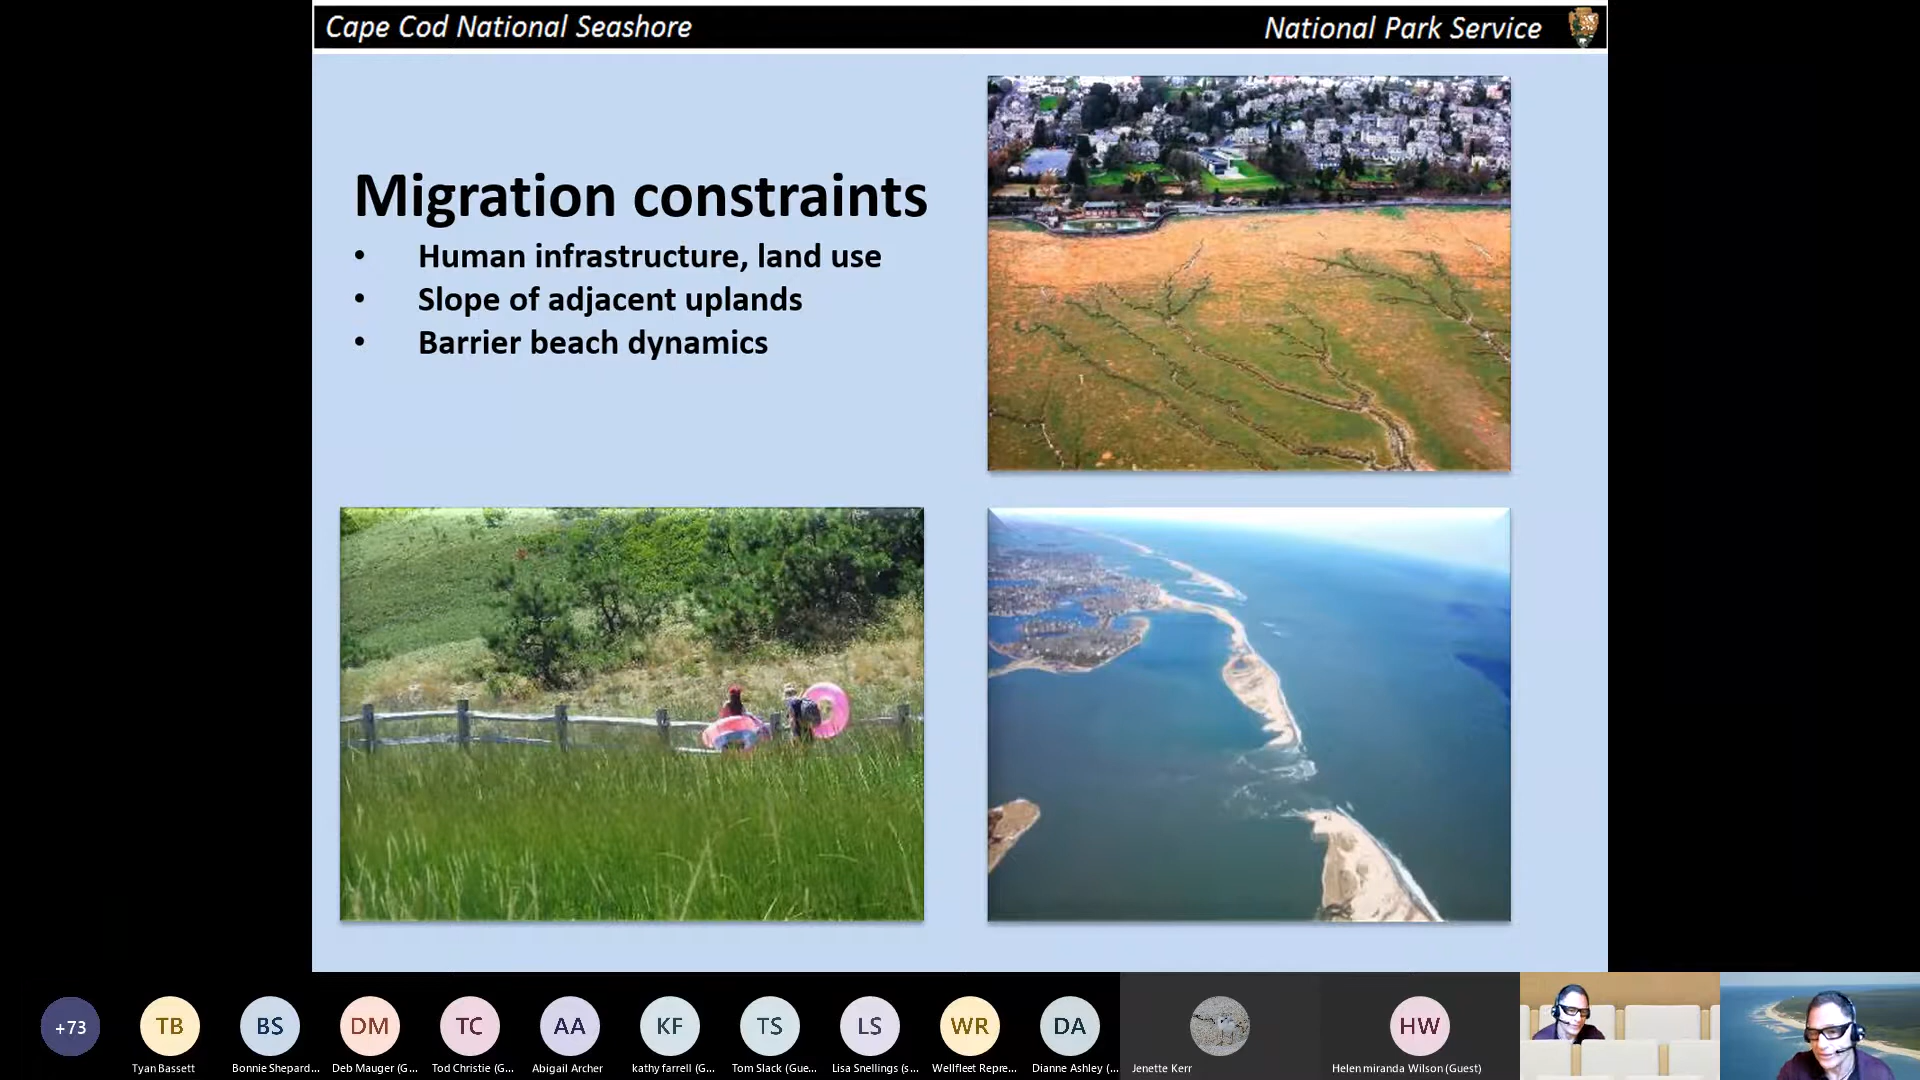 Cape Cod National Seashore
National Park Service
Migration constraints
• Human infrastructure, land use
• Slope of adjacent uplands
• Barrier beach dynamics
+73
TB
BS
DM
TC
AA
KF
TS
LS
WR
DA
HW
Tyan Bassett
Bonnie Shepard...
Deb Mauger (G...
Tod Christie (G...
Abigail Archer
kathy farrell (G...
Tom Slack (Gue...
Lisa Snellings (s...
Wellfleet Repre...
Dianne Ashley (...
Jenette Kerr
Helen miranda Wilson (Guest)